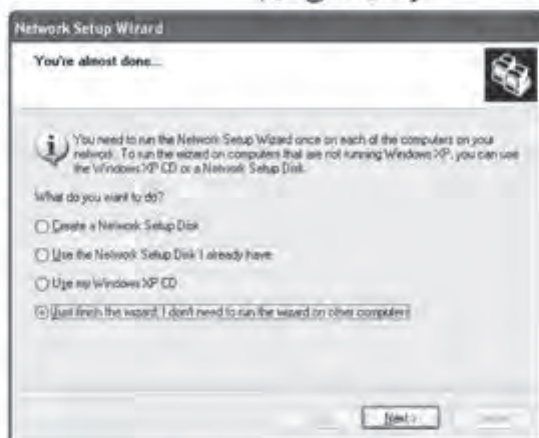 Network Setup Wizard
You're almost done...
You need to run the Network Setup Wizard once on each of the computers on your
network. To run the wizard on computers that are not running Windows XP, you can use
the Windows XP CD or a Network Setup Disk.
What do you want to do?
Create a Network Setup Disk
Use the Network Setup Disk I already have
Use my Windows XP CD
Just finish the wizard; I don't need to run the wizard on other computers
Next >